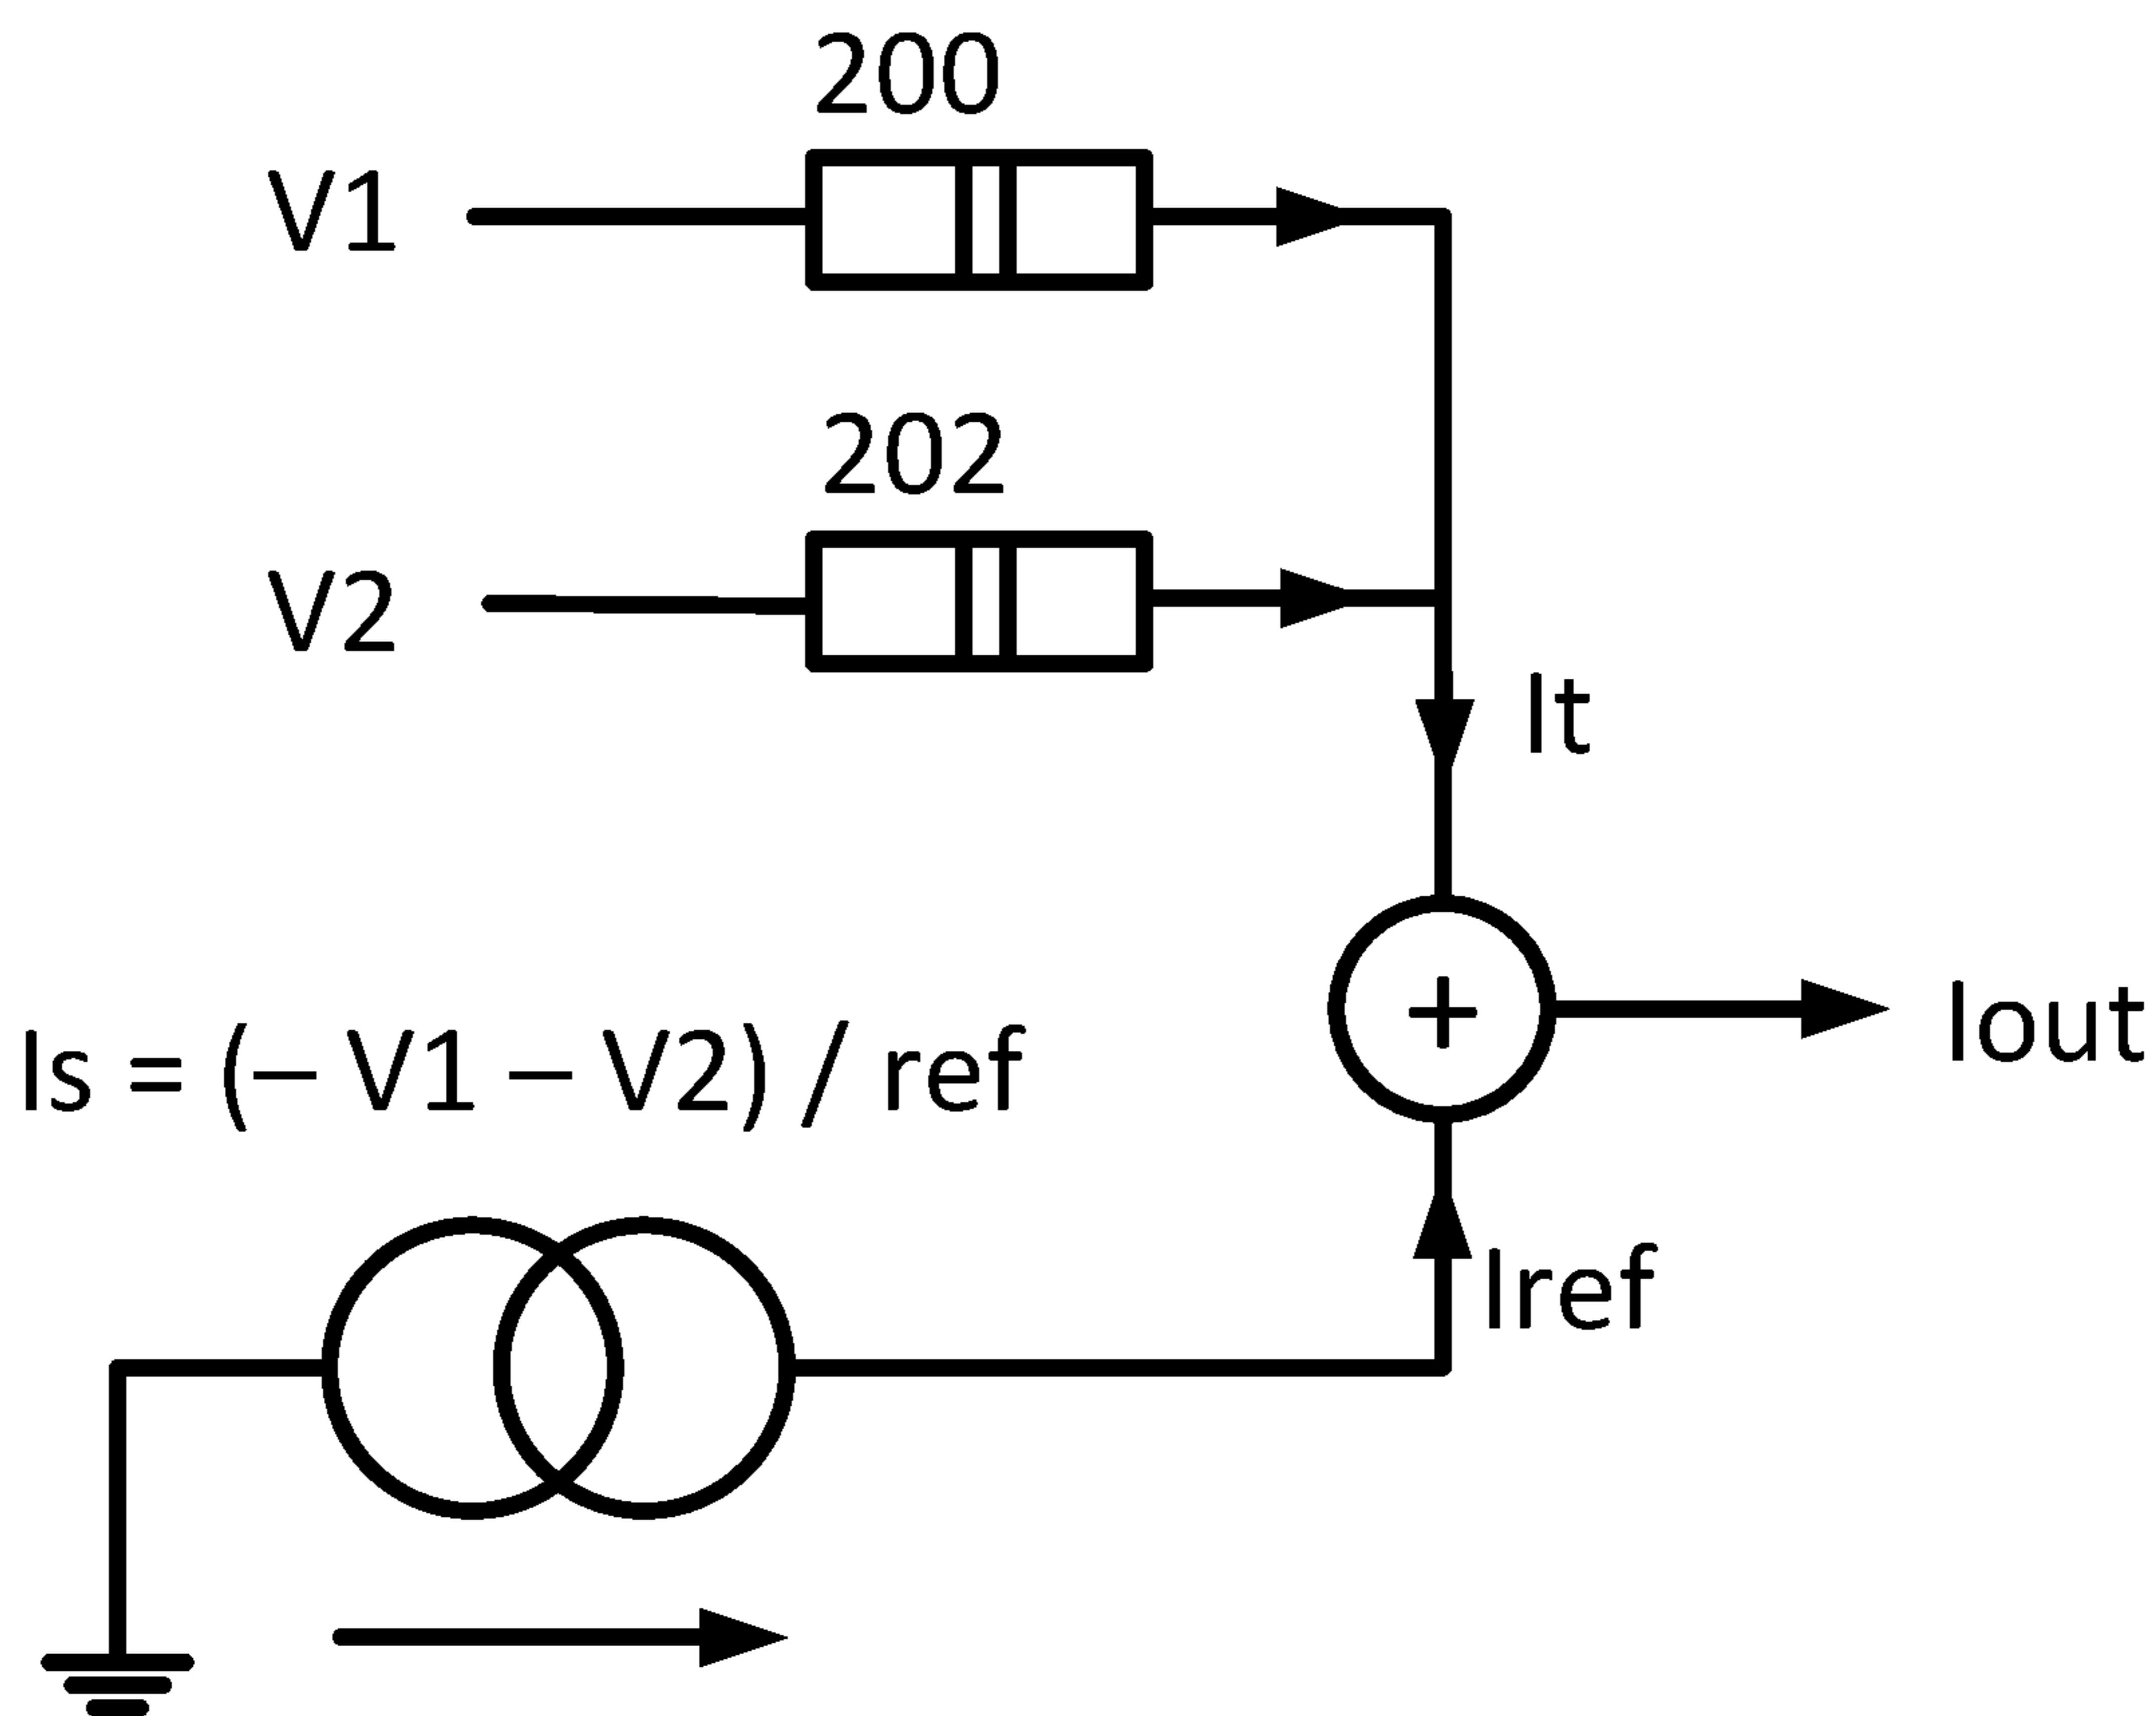 200
V1
202
V2
It
Iout
Is = (– V1 – V2) / ref
+
Iref